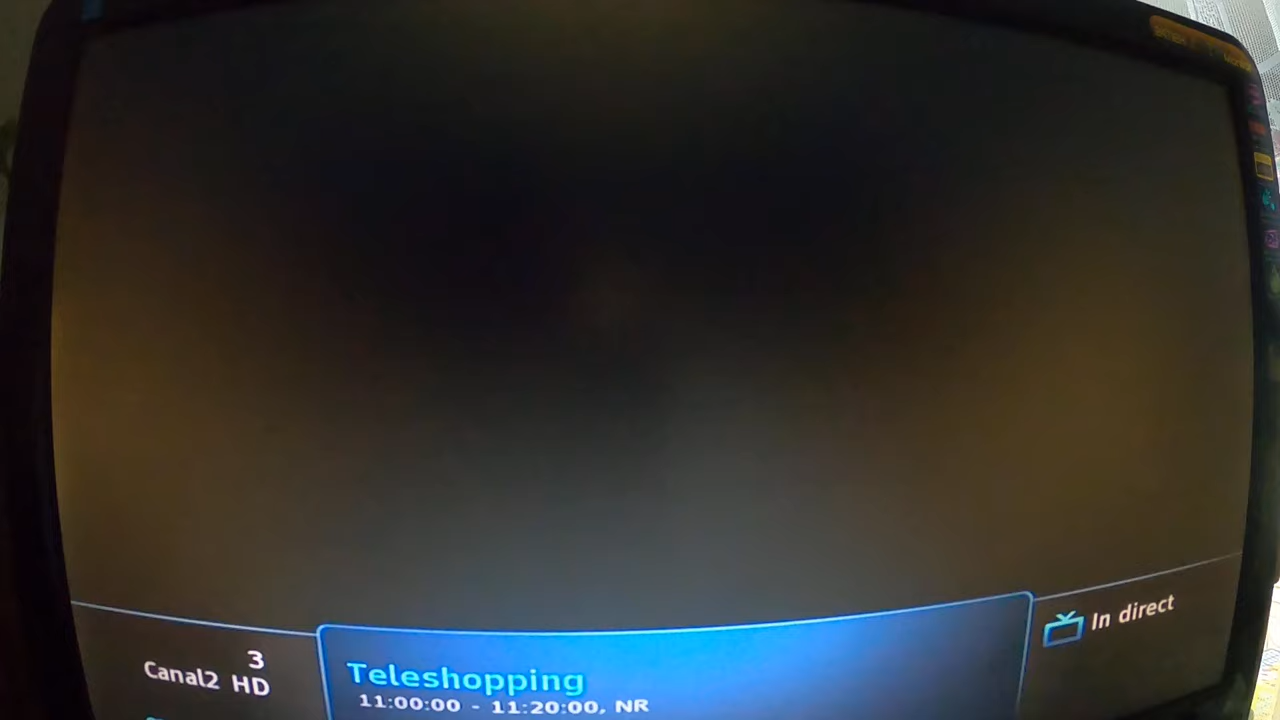 3
Canal2 HD
Teleshopping
11:00:00 - 11:20:00, NR
In direct